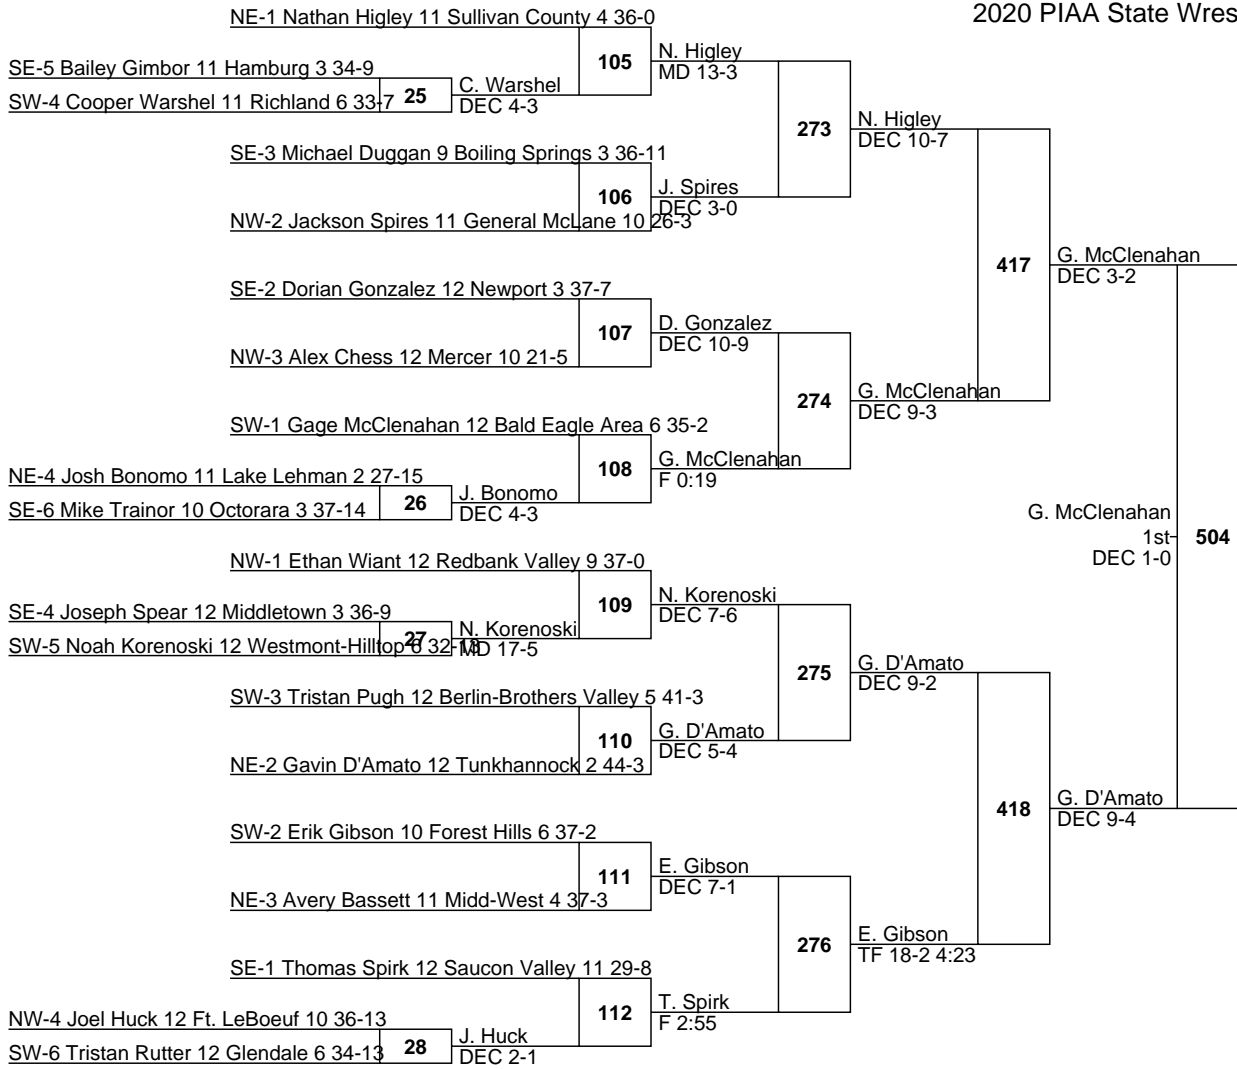 2020 PIAA State Wres
NE-1 Nathan Higley 11 Sullivan County 4 36-0
105
N. Higley
MD 13-3
SE-5 Bailey Gimbor 11 Hamburg 3 34-9
25
C. Warshel
DEC 4-3
SW-4 Cooper Warshel 11 Richland 6 33-7
273
N. Higley
DEC 10-7
SE-3 Michael Duggan 9 Boiling Springs 3 36-11
106
J. Spires
DEC 3-0
NW-2 Jackson Spires 11 General McLane 10 26-3
417
G. McClenahan
DEC 3-2
SE-2 Dorian Gonzalez 12 Newport 3 37-7
107
D. Gonzalez
DEC 10-9
NW-3 Alex Chess 12 Mercer 10 21-5
274
G. McClenahan
DEC 9-3
SW-1 Gage McClenahan 12 Bald Eagle Area 6 35-2
108
G. McClenahan
F 0:19
NE-4 Josh Bonomo 11 Lake Lehman 2 27-15
26
J. Bonomo
DEC 4-3
SE-6 Mike Trainor 10 Octorara 3 37-14
G. McClenahan
1st
DEC 1-0
504
NW-1 Ethan Wiant 12 Redbank Valley 9 37-0
109
N. Korenoski
DEC 7-6
SE-4 Joseph Spear 12 Middletown 3 36-9
27
N. Korenoski
MD 17-5
SW-5 Noah Korenoski 12 Westmont-Hilltop 6 32-13
275
G. D'Amato
DEC 9-2
SW-3 Tristan Pugh 12 Berlin-Brothers Valley 5 41-3
110
G. D'Amato
DEC 5-4
NE-2 Gavin D'Amato 12 Tunkhannock 2 44-3
418
G. D'Amato
DEC 9-4
SW-2 Erik Gibson 10 Forest Hills 6 37-2
111
E. Gibson
DEC 7-1
NE-3 Avery Bassett 11 Midd-West 4 37-3
276
E. Gibson
TF 18-2 4:23
SE-1 Thomas Spirk 12 Saucon Valley 11 29-8
112
T. Spirk
F 2:55
NW-4 Joel Huck 12 Ft. LeBoeuf 10 36-13
28
J. Huck
DEC 2-1
SW-6 Tristan Rutter 12 Glendale 6 34-13